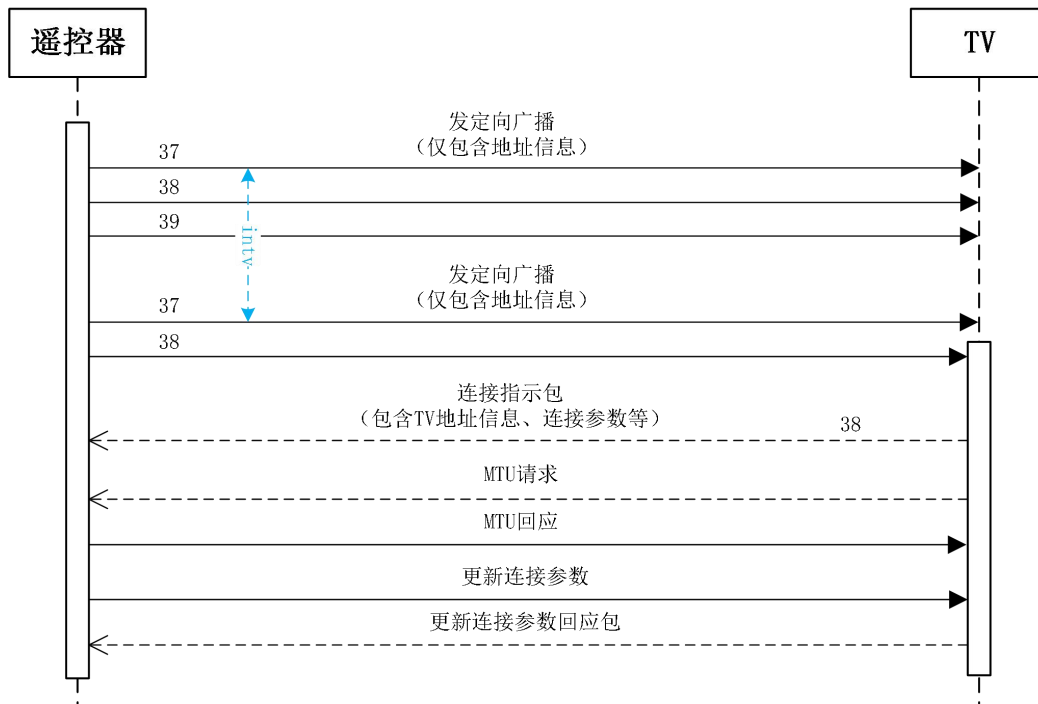 遥控器
TV
发定向广播
（仅包含地址信息）
37
38
39
intv
发定向广播
（仅包含地址信息）
37
38
连接指示包
（包含TV地址信息、连接参数等）
38
MTU请求
MTU回应
更新连接参数
更新连接参数回应包